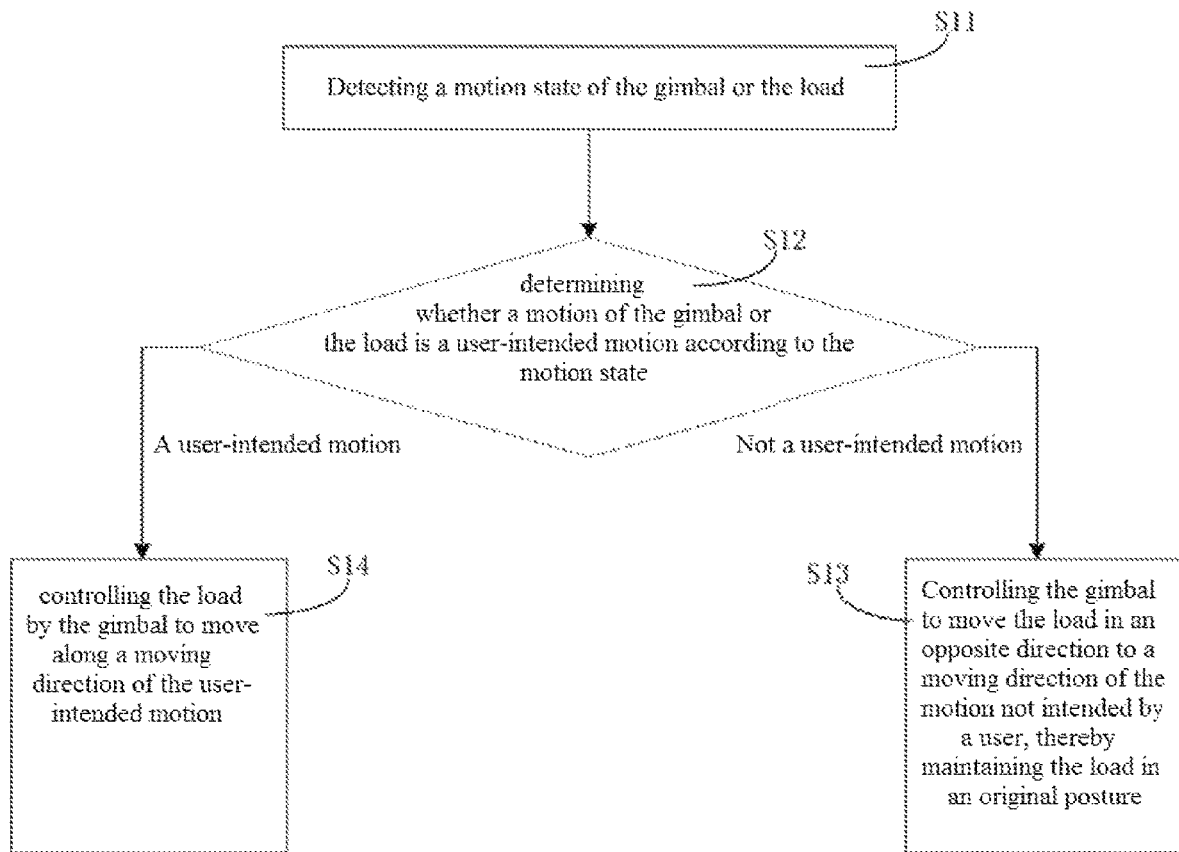 S11
Detecting a motion state of the gimbal or the load
S12
determining
whether a motion of the gimbal or
the load is a user-intended motion according to the
motion state
A user-intended motion
Not a user-intended motion
S14
controlling the load
by the gimbal to move
along a moving
direction of the user-
intended motion
S13
Controlling the gimbal
to move the load in an
opposite direction to a
moving direction of the
motion not intended by
a user, thereby
maintaining the load in
an original posture